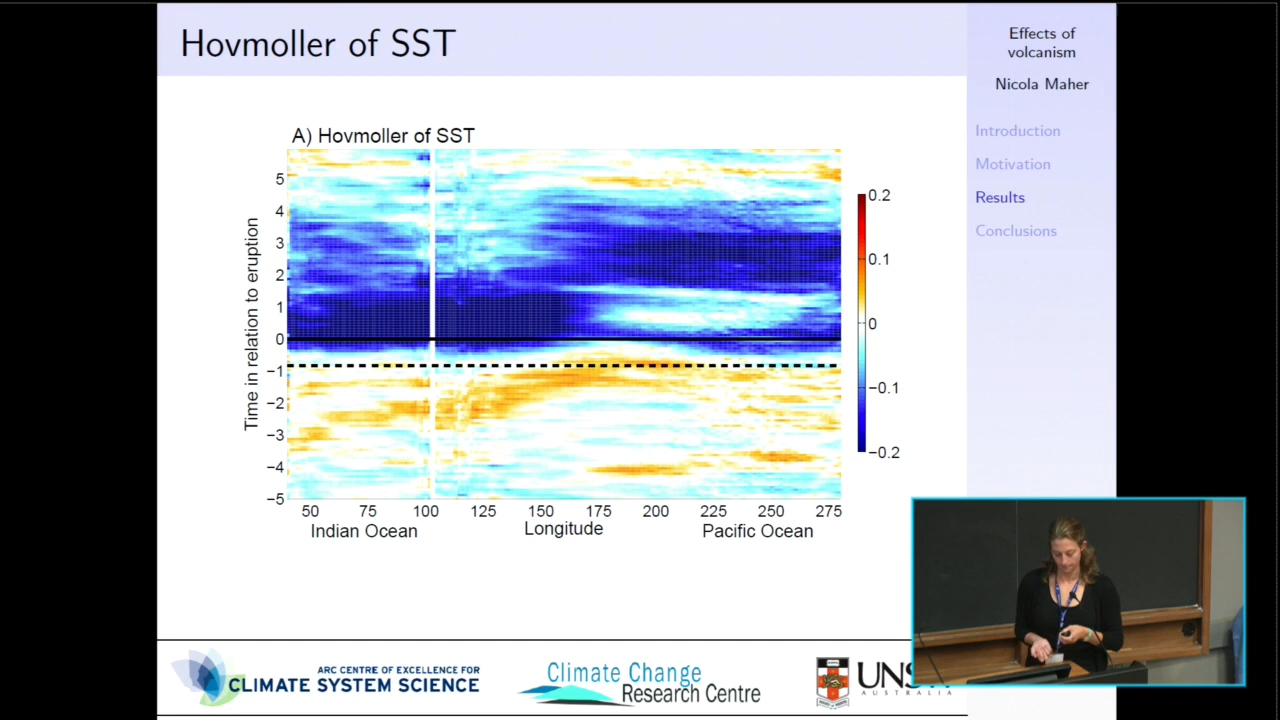 Hovmoller of SST
Effects of
volcanism
Nicola Maher
Introduction
Motivation
Results
Conclusions
A) Hovmoller of SST
Time in relation to eruption
5
4
3
2
1
0
−1
−2
−3
−4
−5
50 75 100 125 150 175 200 225 250 275
Indian Ocean Longitude Pacific Ocean
0.2
0.1
0
−0.1
−0.2
ARC CENTRE OF EXCELLENCE FOR
CLIMATE SYSTEM SCIENCE
Climate Change
Research Centre
UNS
AUSTRALIA